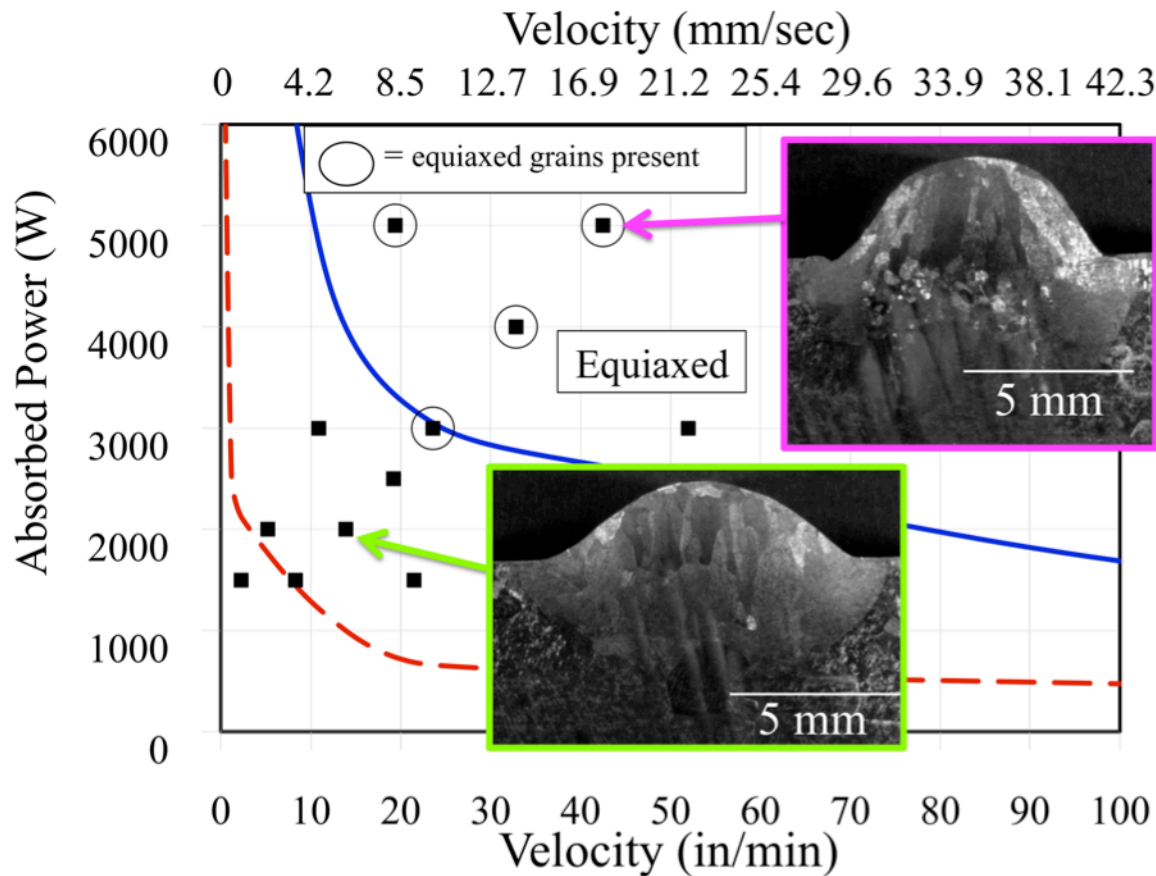 Velocity (mm/sec)
0 4.2 8.5 12.7 16.9 21.2 25.4 29.6 33.9 38.1 42.3
Absorbed Power (W)
6000
5000
4000
3000
2000
1000
0
= equiaxed grains present
Equiaxed
5 mm
5 mm
0 10 20 30 40 50 60 70 80 90 100
Velocity (in/min)